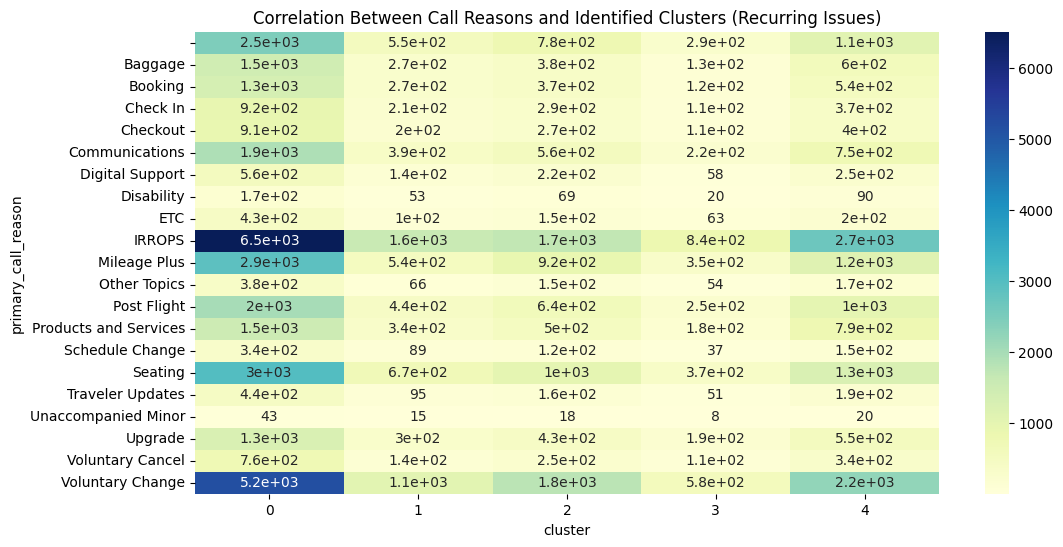 Correlation Between Call Reasons and Identified Clusters (Recurring Issues)
2.5e+03 5.5e+02 7.8e+02 2.9e+02 1.1e+03
Baggage 1.5e+03 2.7e+02 3.8e+02 1.3e+02 6e+02
Booking 1.3e+03 2.7e+02 3.7e+02 1.2e+02 5.4e+02
Check In 9.2e+02 2.1e+02 2.9e+02 1.1e+02 3.7e+02
Checkout 9.1e+02 2e+02 2.7e+02 1.1e+02 4e+02
Communications 1.9e+03 3.9e+02 5.6e+02 2.2e+02 7.5e+02
Digital Support 5.6e+02 1.4e+02 2.2e+02 58 2.5e+02
Disability 1.7e+02 53 69 20 90
ETC 4.3e+02 1e+02 1.5e+02 63 2e+02
IRROPS 6.5e+03 1.6e+03 1.7e+03 8.4e+02 2.7e+03
Mileage Plus 2.9e+03 5.4e+02 9.2e+02 3.5e+02 1.2e+03
Other Topics 3.8e+02 66 1.5e+02 54 1.7e+02
Post Flight 2e+03 4.4e+02 6.4e+02 2.5e+02 1e+03
Products and Services 1.5e+03 3.4e+02 5e+02 1.8e+02 7.9e+02
Schedule Change 3.4e+02 89 1.2e+02 37 1.5e+02
Seating 3e+03 6.7e+02 1e+03 3.7e+02 1.3e+03
Traveler Updates 4.4e+02 95 1.6e+02 51 1.9e+02
Unaccompanied Minor 43 15 18 8 20
Upgrade 1.3e+03 3e+02 4.3e+02 1.9e+02 5.5e+02
Voluntary Cancel 7.6e+02 1.4e+02 2.5e+02 1.1e+02 3.4e+02
Voluntary Change 5.2e+03 1.1e+03 1.8e+03 5.8e+02 2.2e+03
0 1 2 3 4
cluster
primary_call_reason
6000
5000
4000
3000
2000
1000